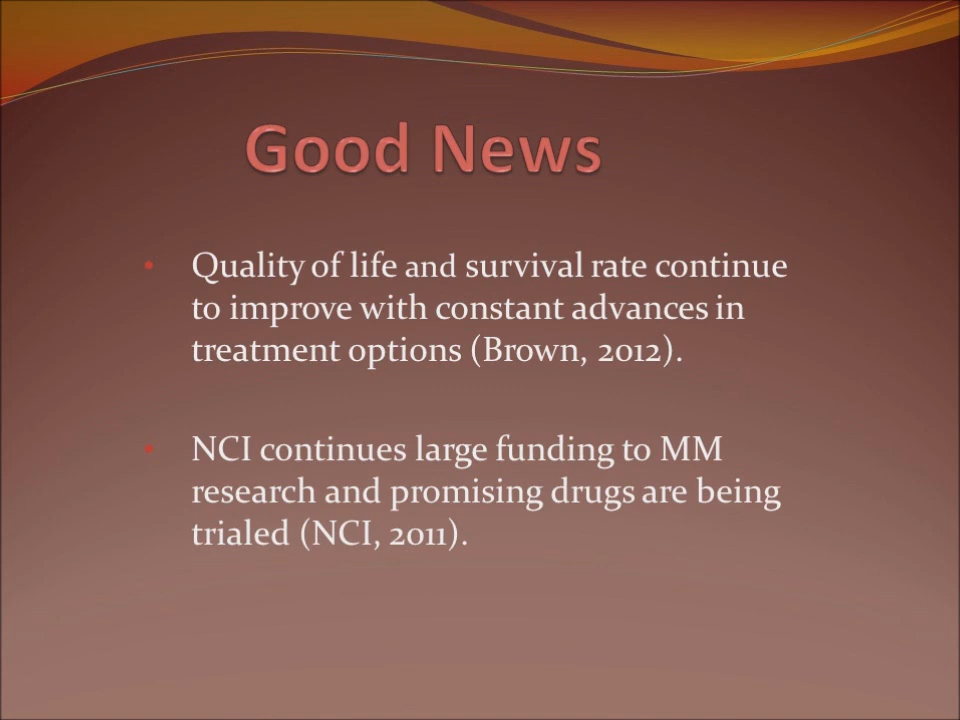 Good News
• Quality of life and survival rate continue
to improve with constant advances in
treatment options (Brown, 2012).
• NCI continues large funding to MM
research and promising drugs are being
trialed (NCI, 2011).